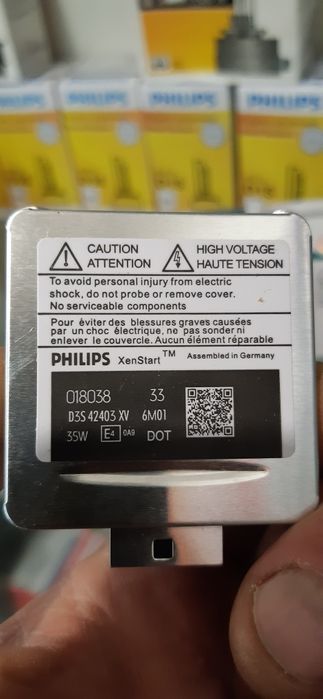 PHILIPS
PHILIPS
PHILIPS
CAUTION
ATTENTION
HIGH VOLTAGE
HAUTE TENSION
To avoid personal injury from electric
shock, do not probe or remove cover.
No serviceable components
Pour éviter des blessures graves causées
par un choc électrique, ne pas sonder ni
enlever le couvercle. Aucun élément réparable
PHILIPS XenStart™ Assembled in Germany
018038 33
D3S 42403 XV 6M01
35W E4 0A9 DOT